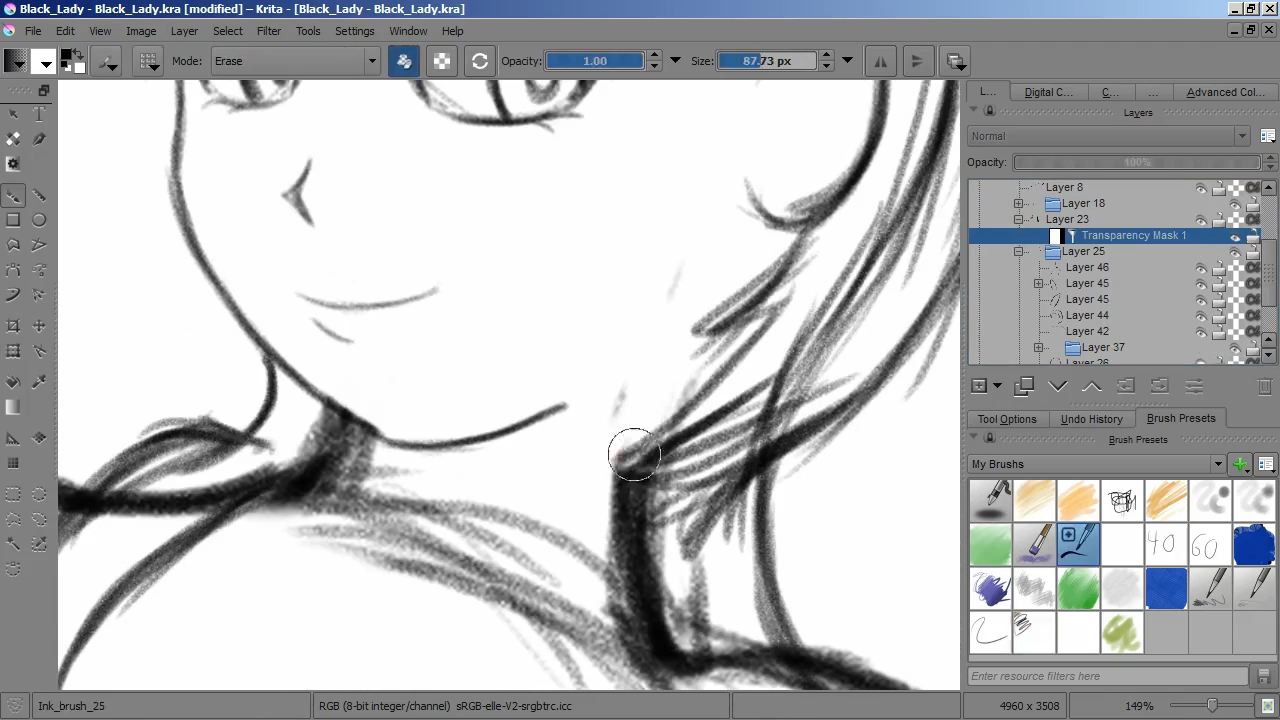 Black_Lady - Black_Lady.kra [modified] – Krita - [Black_Lady.kra]
File Edit View Image Layer Select Filter Tools Settings Window Help
Mode: Erase Opacity: 1.00 Size: 87.73 px
L... Digital C... C... ... Advanced Col...
Layers
Normal
Opacity: 100%
Layer 8
Layer 18
Layer 23
Transparency Mask 1
Layer 25
Layer 46
Layer 45
Layer 45
Layer 44
Layer 42
Layer 37
Layer 26
Tool Options Undo History Brush Presets
Brush Presets
My Brushes
40 60
Enter resource filters here
Ink_brush_25 RGB (8-bit integer/channel) sRGB-elle-V2-srgbtrc.icc 4960 x 3508 149%